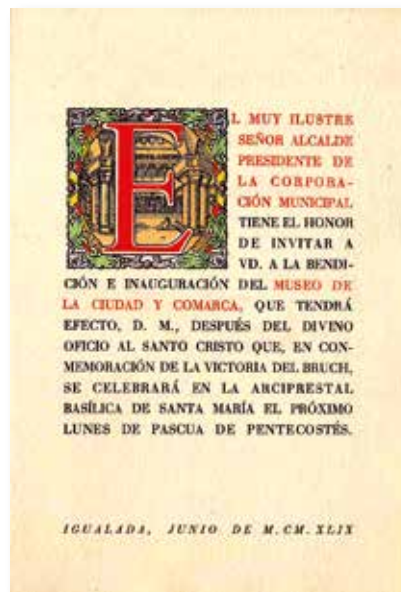 EL MUY ILUSTRE
SEÑOR ALCALDE
PRESIDENTE DE
LA CORPORA-
CIÓN MUNICIPAL
TIENE EL HONOR
DE INVITAR A
VD. A LA BENDI-
CIÓN E INAUGURACIÓN DEL MUSEO DE
LA CIUDAD Y COMARCA, QUE TENDRÁ
EFECTO, D. M., DESPUÉS DEL DIVINO
OFICIO AL SANTO CRISTO QUE, EN CON-
MEMORACIÓN DE LA VICTORIA DEL BRUCH,
SE CELEBRARÁ EN LA ARCIPRESTAL
BASÍLICA DE SANTA MARÍA EL PRÓXIMO
LUNES DE PASCUA DE PENTECOSTÉS.
IGUALADA, JUNIO DE M.CM.XLIX